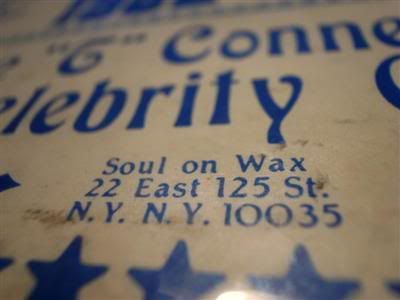 "G" Conne
elebrity
Soul on Wax
22 East 125 St.
N.Y. N.Y. 10035